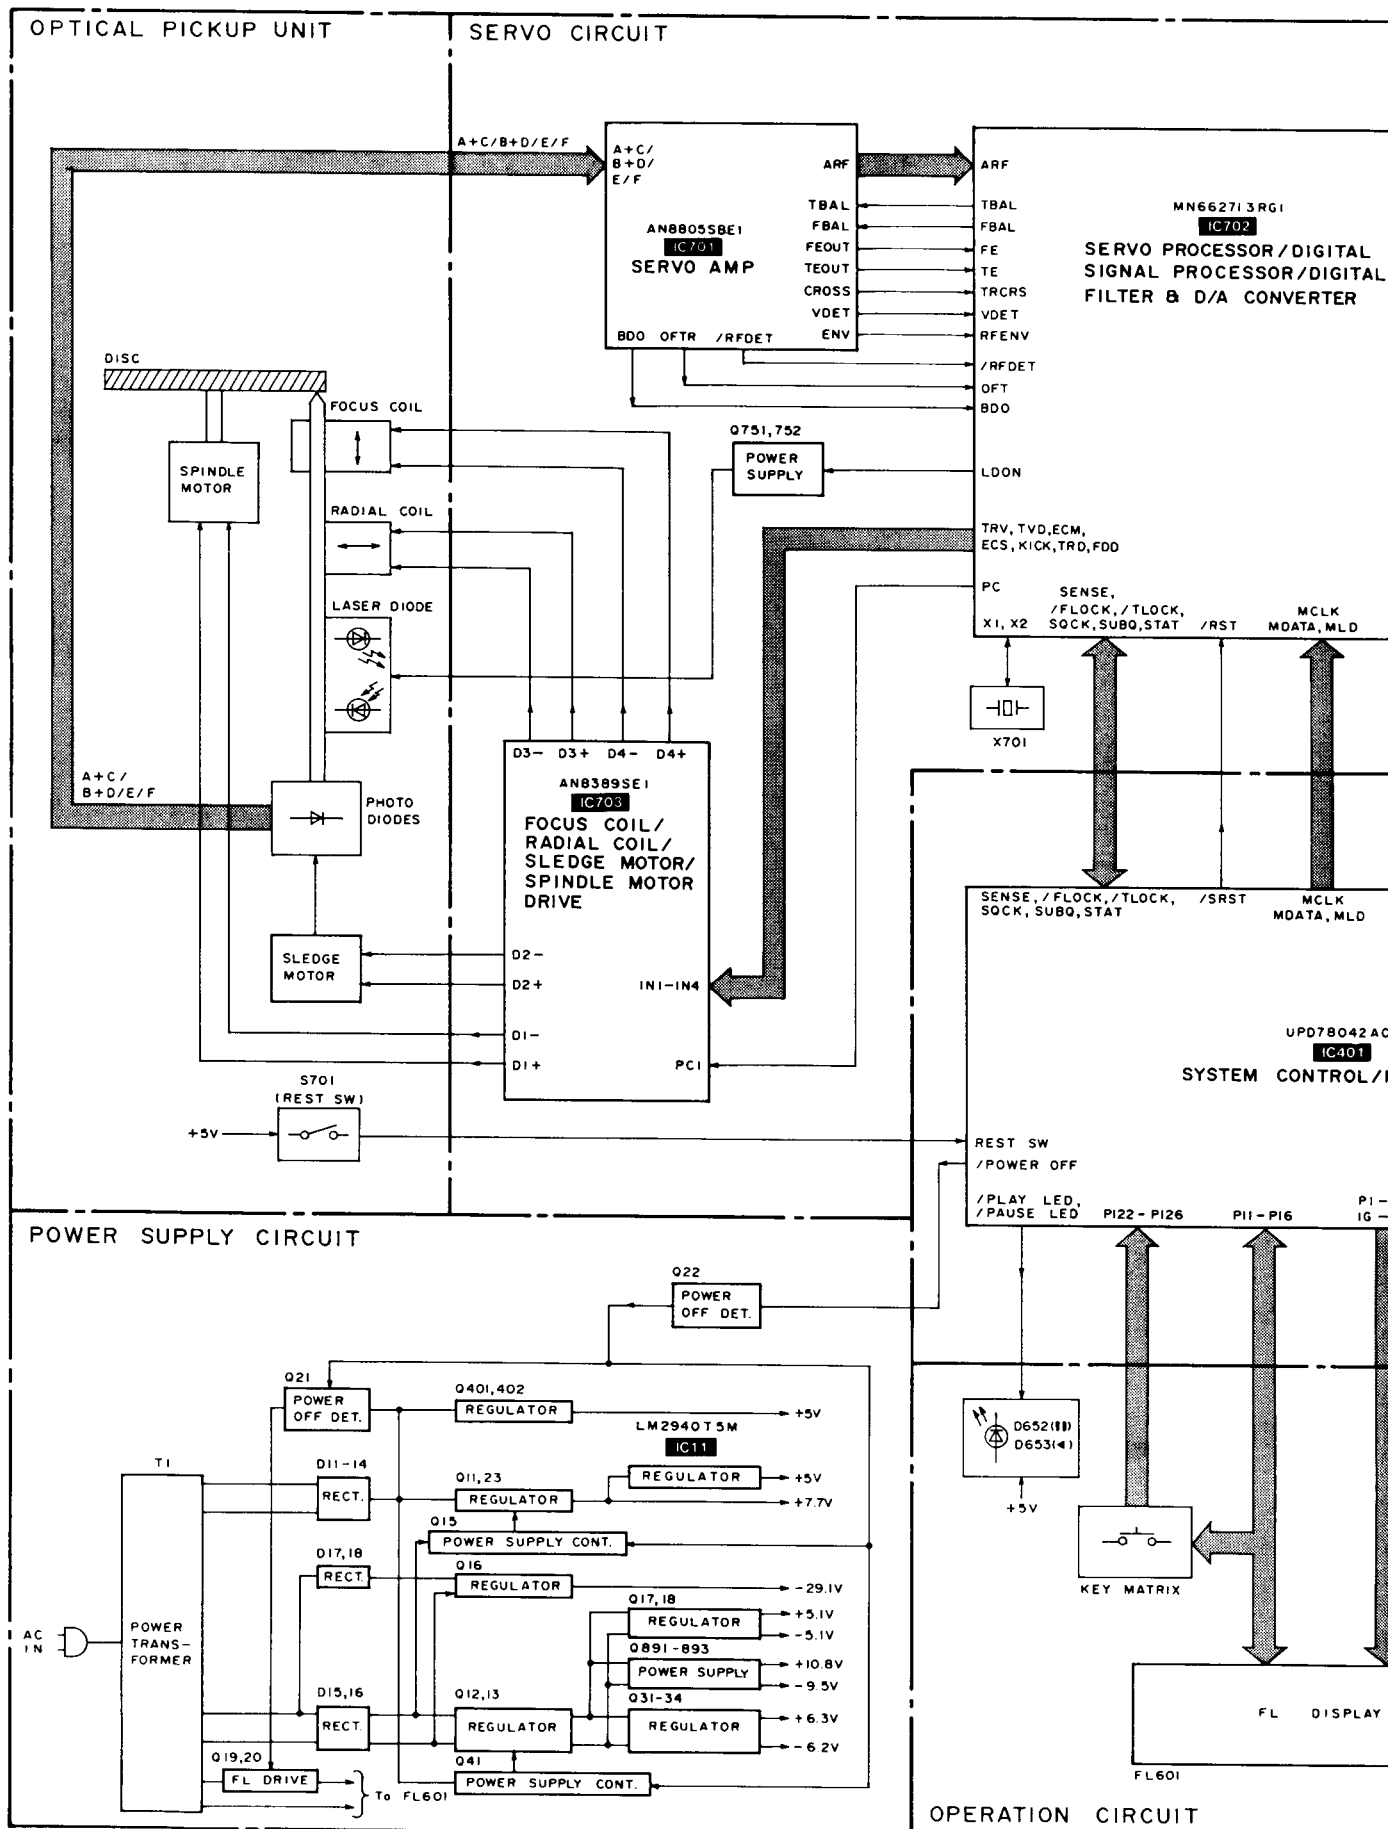 OPTICAL PICKUP UNIT
SERVO CIRCUIT
A+C/B+D/E/F
A+C/
B+D/
E/F
ARF
TBAL
FBAL
FEOUT
TEOUT
CROSS
VDET
ENV
AN8805SBE1
IC701
SERVO AMP
BDO OFTR /RFDET
ARF
TBAL
FBAL
FE
TE
TRCRS
VDET
RFENV
/RFDET
OFT
BDO
MN662713RG1
IC702
SERVO PROCESSOR/DIGITAL
SIGNAL PROCESSOR/DIGITAL
FILTER & D/A CONVERTER
DISC
FOCUS COIL
SPINDLE
MOTOR
RADIAL COIL
LASER DIODE
Q751,752
POWER
SUPPLY
LDON
TRV, TVD,ECM,
ECS, KICK,TRD,FDD
PC
X1, X2
SENSE,
/FLOCK,/TLOCK,
SQCK,SUBQ,STAT
/RST
MCLK
MDATA, MLD
X701
A+C/
B+D/E/F
PHOTO
DIODES
D3- D3+ D4- D4+
AN8389SE1
IC703
FOCUS COIL/
RADIAL COIL/
SLEDGE MOTOR/
SPINDLE MOTOR
DRIVE
D2-
D2+
D1-
D1+
IN1-IN4
PC1
SLEDGE
MOTOR
S701
(REST SW)
+5V
SENSE, /FLOCK, /TLOCK,
SQCK, SUBQ, STAT
/SRST
MCLK
MDATA, MLD
UPD78042AC
IC401
SYSTEM CONTROL/
REST SW
/POWER OFF
/PLAY LED,
/PAUSE LED
P122-P126
P11-P16
P1-
1G-
POWER SUPPLY CIRCUIT
Q22
POWER
OFF DET.
Q21
POWER
OFF DET.
Q401,402
REGULATOR
+5V
LM2940T5M
IC11
REGULATOR
+5V
T1
D11-14
RECT.
Q11,23
REGULATOR
+7.7V
Q15
POWER SUPPLY CONT.
D17,18
RECT.
Q16
REGULATOR
-29.1V
Q17,18
REGULATOR
+5.1V
-5.1V
AC
IN
POWER
TRANS-
FORMER
Q891-893
POWER SUPPLY
+10.8V
-9.5V
D15,16
RECT.
Q12,13
REGULATOR
Q31-34
REGULATOR
+6.3V
-6.2V
Q19,20
FL DRIVE
To FL601
Q41
POWER SUPPLY CONT.
D652(❚❚)
D653(◀)
+5V
KEY MATRIX
FL DISPLAY
FL601
OPERATION CIRCUIT